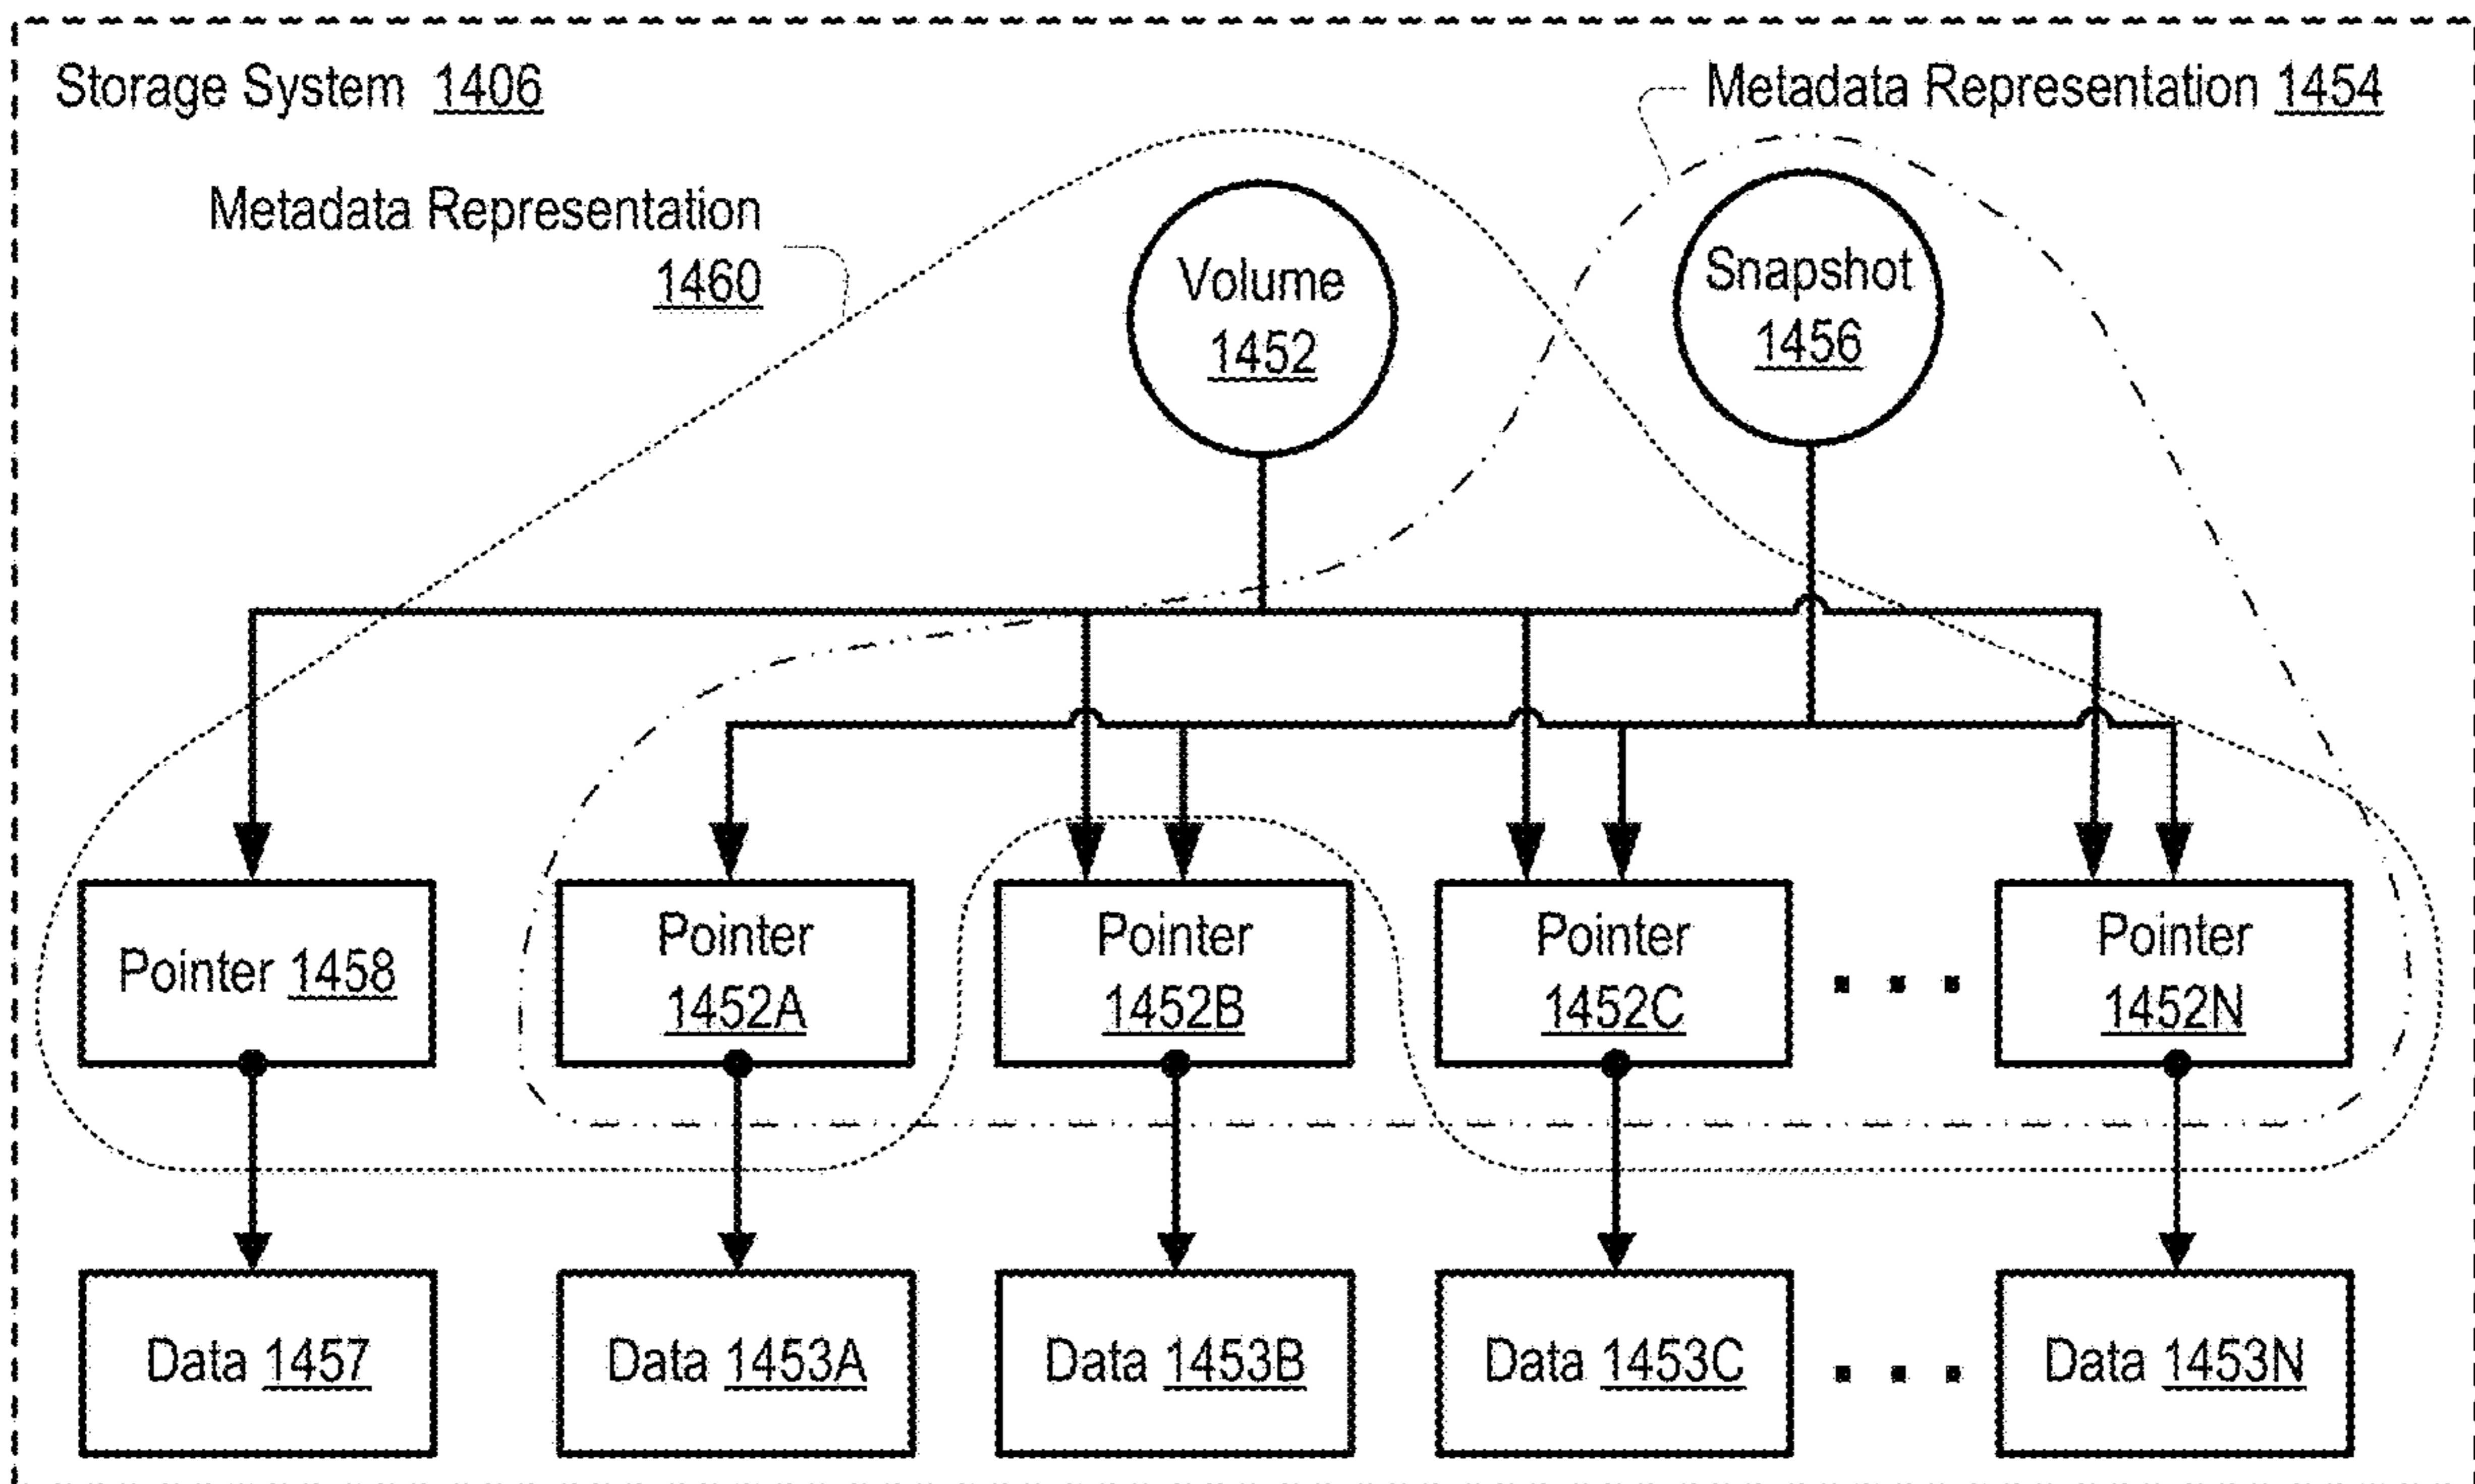 Storage System 1406
Metadata Representation 1454
Metadata Representation
1460
Volume
1452
Snapshot
1456
Pointer 1458
Pointer
1452A
Pointer
1452B
Pointer
1452C
. . .
Pointer
1452N
Data 1457
Data 1453A
Data 1453B
Data 1453C
. . .
Data 1453N